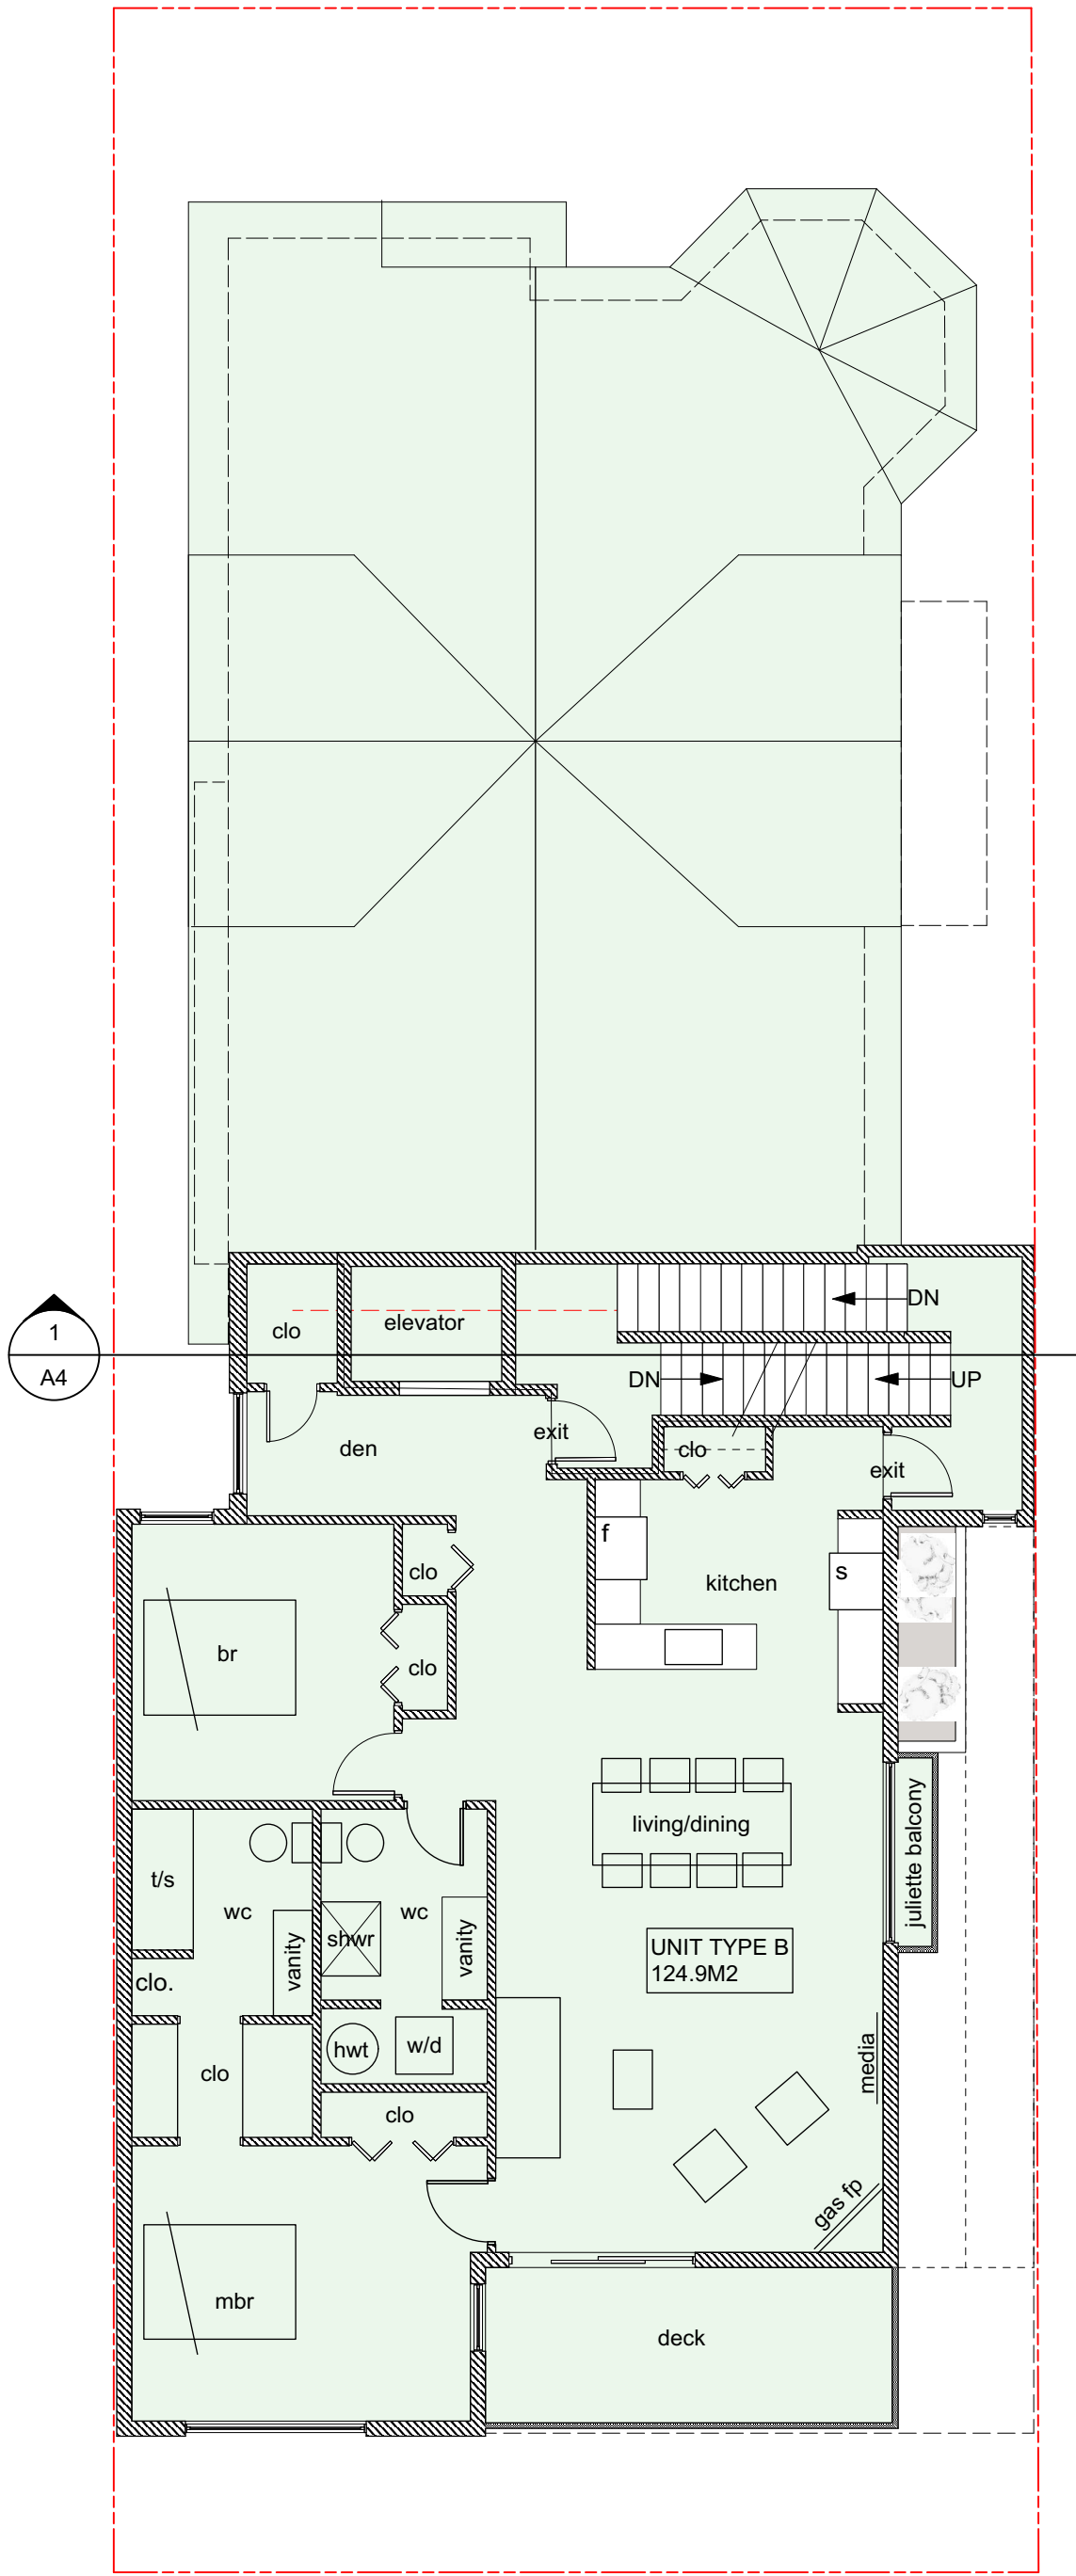 DN
elevator
clo
1
A4
DN
UP
exit
den
clo
exit
f
s
clo
kitchen
br
clo
living/dining
juliette balcony
t/s
wc
wc
shwr
vanity
vanity
UNIT TYPE B
124.9M2
clo.
hwt
w/d
media
clo
clo
gas fp
mbr
deck